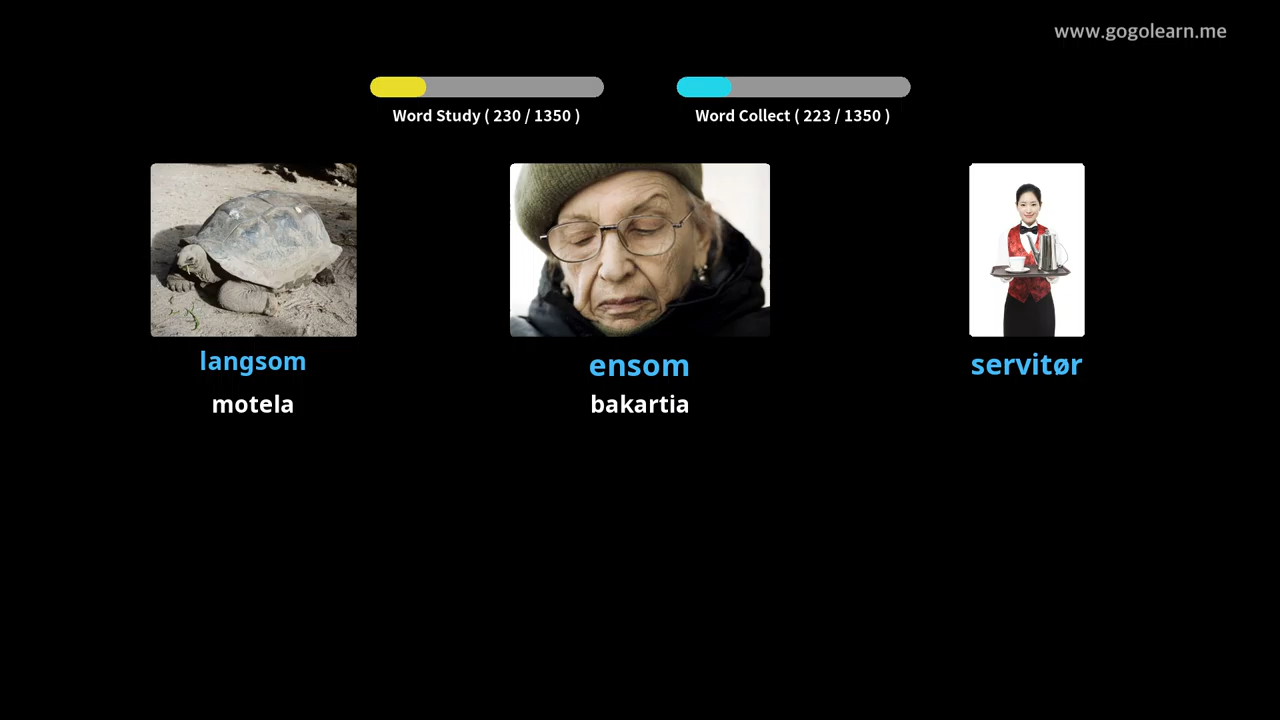 www.gogolearn.me
Word Study ( 230 / 1350 )
Word Collect ( 223 / 1350 )
langsom
motela
ensom
bakartia
servitør